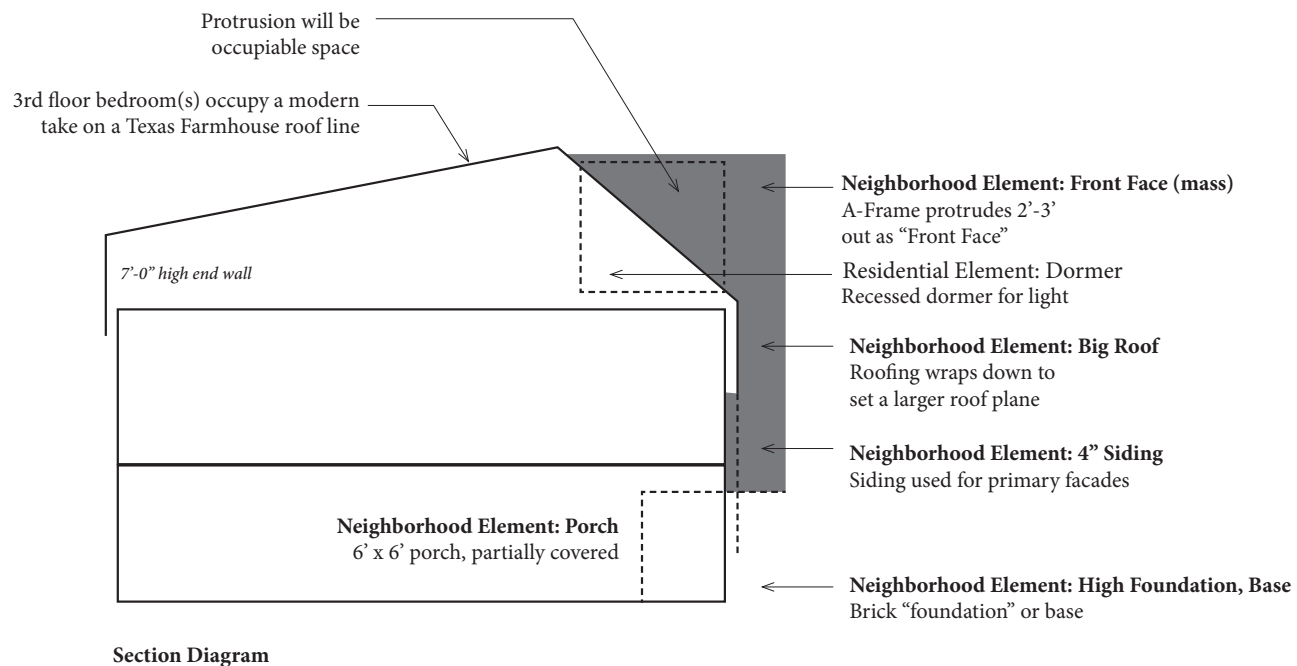 Protrusion will be
occupiable space
3rd floor bedroom(s) occupy a modern
take on a Texas Farmhouse roof line
7’-0” high end wall
Neighborhood Element: Front Face (mass)
A-Frame protrudes 2’-3’
out as “Front Face”
Residential Element: Dormer
Recessed dormer for light
Neighborhood Element: Big Roof
Roofing wraps down to
set a larger roof plane
Neighborhood Element: 4” Siding
Siding used for primary facades
Neighborhood Element: Porch
6’ x 6’ porch, partially covered
Neighborhood Element: High Foundation, Base
Brick “foundation” or base
Section Diagram